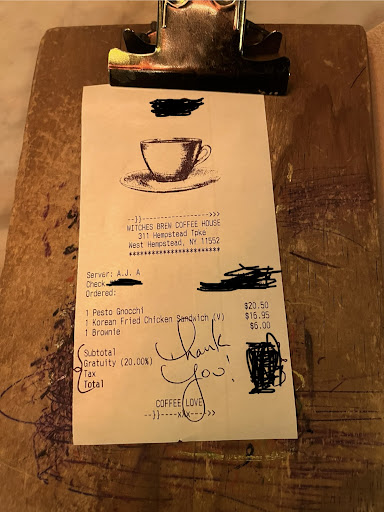 --}}---------------->>>
WITCHES BREW COFFEE HOUSE
311 Hempstead Tpke
West Hempstead, NY 11552
************************
Server: A.J. A
Check
Ordered:
1 Pesto Gnocchi $20.50
1 Korean Fried Chicken Sandwich (V) $16.95
1 Brownie $6.00
Subtotal
Gratuity (20.00%)
Tax
Total
Thank
You!
COFFEE LOVE
--}}----xXx---->>>